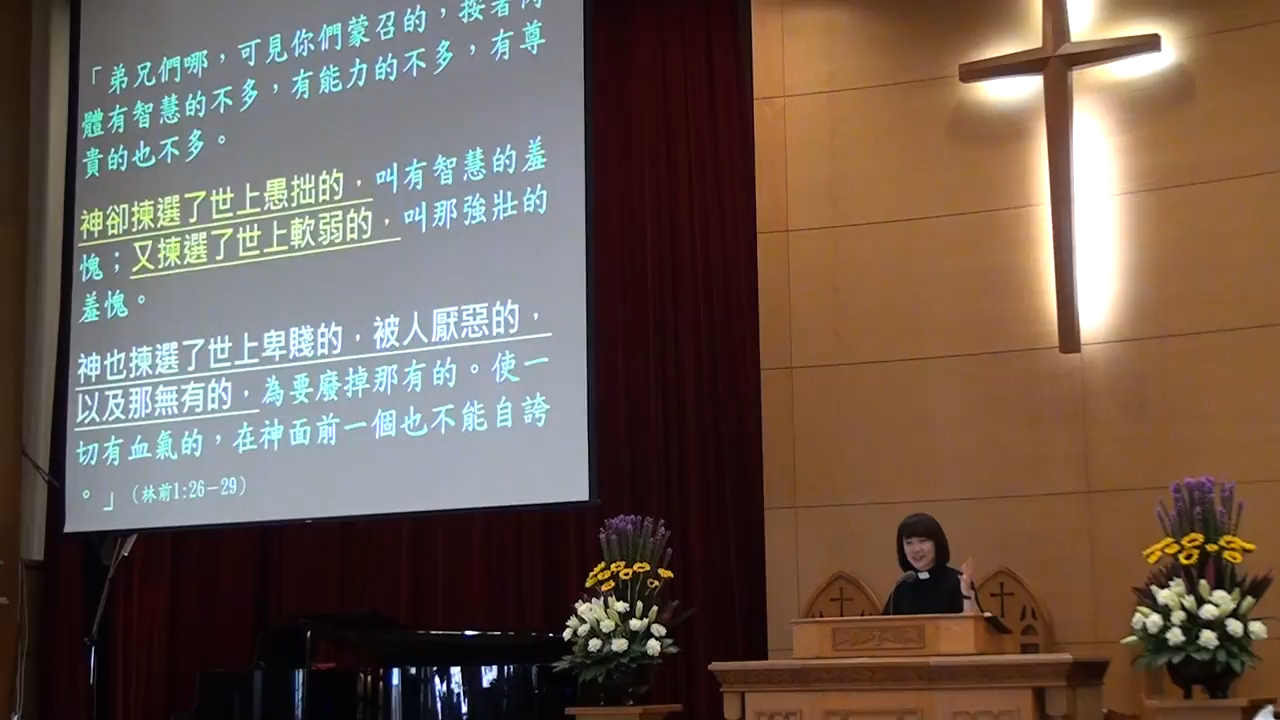 「弟兄們哪，可見你們蒙召的，按著肉
體有智慧的不多，有能力的不多，有尊
貴的也不多。
神卻揀選了世上愚拙的，叫有智慧的羞
愧；又揀選了世上軟弱的，叫那強壯的
羞愧。
神也揀選了世上卑賤的，被人厭惡的，
以及那無有的，為要廢掉那有的。使一
切有血氣的，在神面前一個也不能自誇
。」（林前1:26－29）